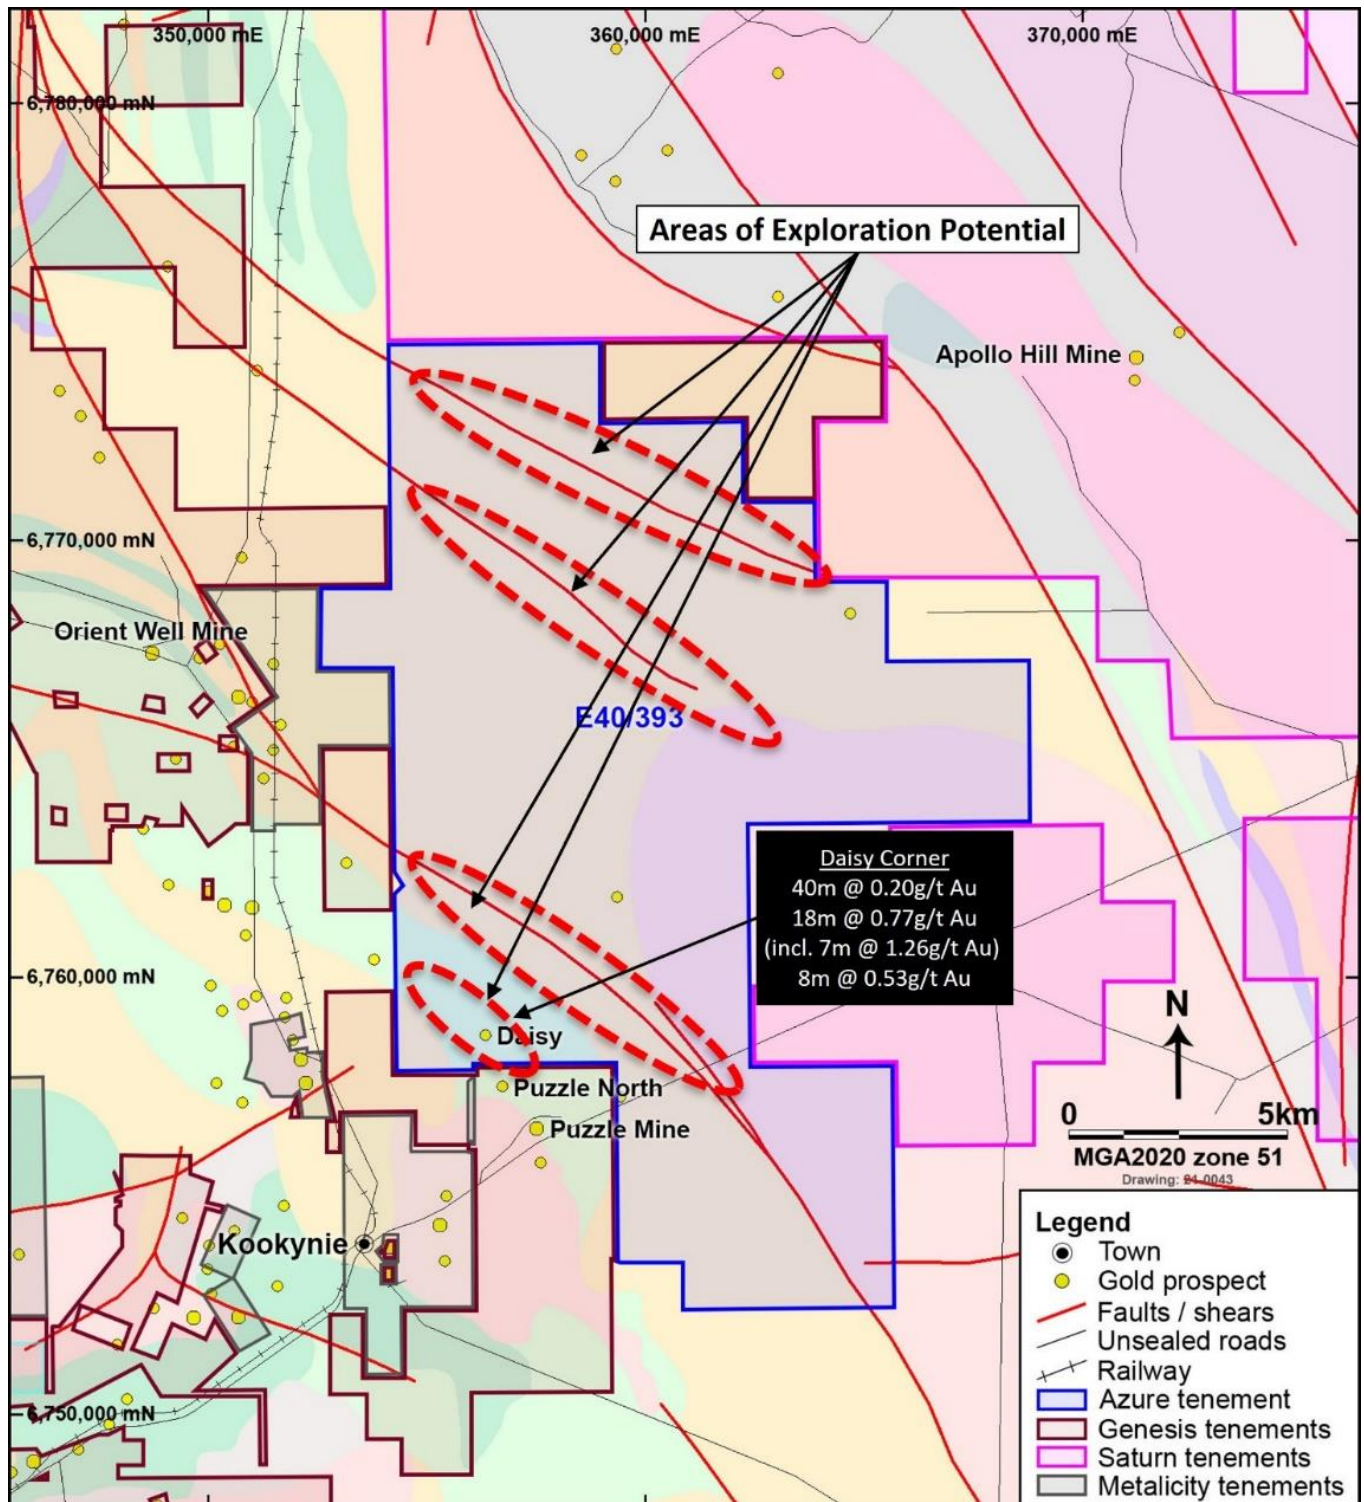 350,000 mE
360,000 mE
370,000 mE
6,780,000 mN
Areas of Exploration Potential
Apollo Hill Mine
6,770,000 mN
Orient Well Mine
E40/393
Daisy Corner
40m @ 0.20g/t Au
18m @ 0.77g/t Au
(incl. 7m @ 1.26g/t Au)
8m @ 0.53g/t Au
6,760,000 mN
N
Daisy
Puzzle North
Puzzle Mine
0 5km
MGA2020 zone 51
Drawing: 21-0043
Kookynie
6,750,000 mN
Legend
Town
Gold prospect
Faults / shears
Unsealed roads
Railway
Azure tenement
Genesis tenements
Saturn tenements
Metalicity tenements